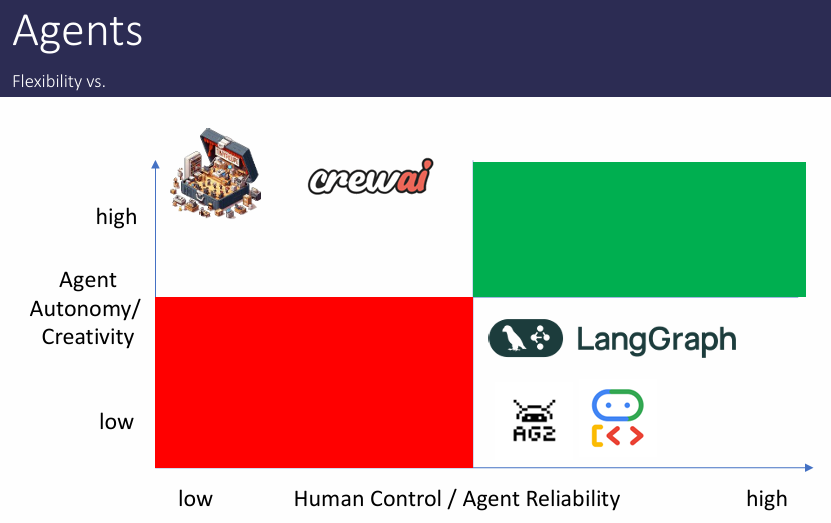 Agents
Flexibility vs.
crewai
high
Agent
Autonomy/
Creativity
LangGraph
low
AG2
low
Human Control / Agent Reliability
high